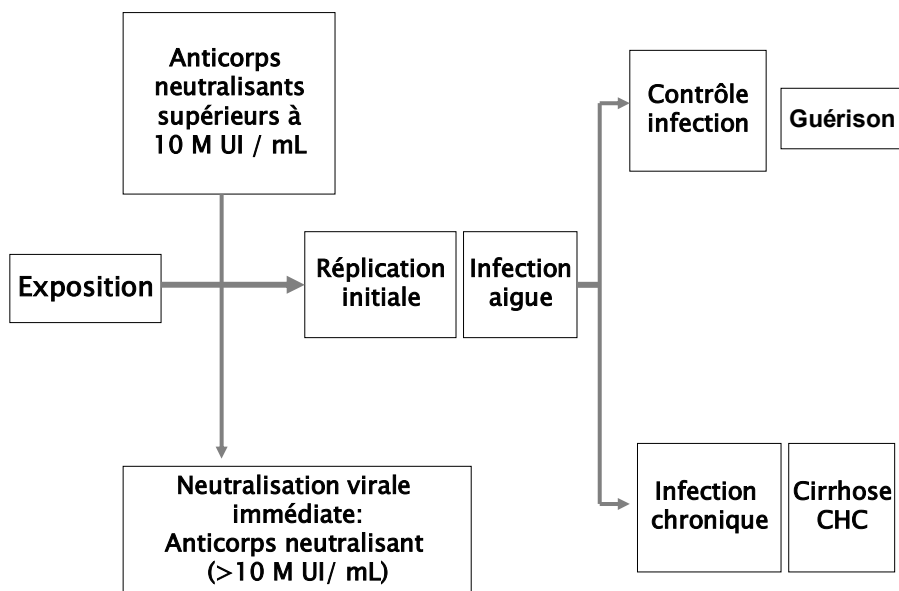 Anticorps
neutralisants
supérieurs à
10 M UI / mL
Contrôle
infection
Guérison
Exposition
Réplication
initiale
Infection
aigue
Neutralisation virale
immédiate:
Anticorps neutralisant
(>10 M UI/ mL)
Infection
chronique
Cirrhose
CHC